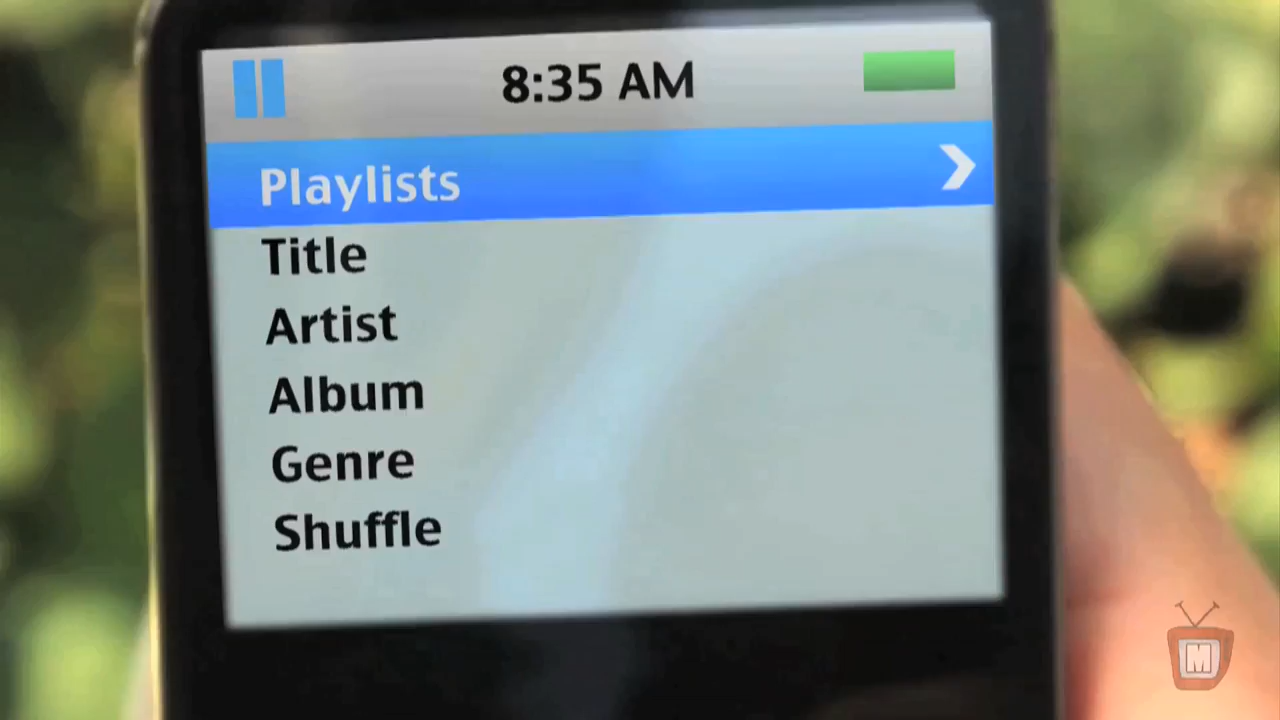 8:35 AM
Playlists
Title
Artist
Album
Genre
Shuffle
M